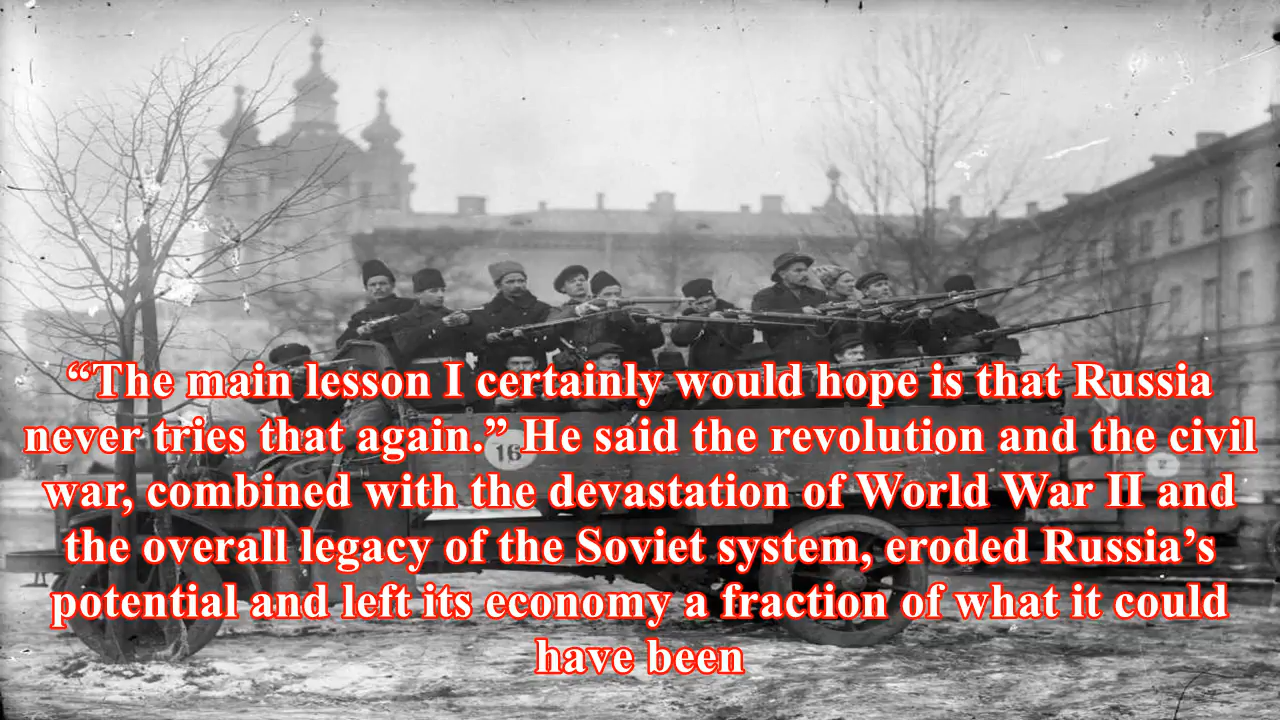 “The main lesson I certainly would hope is that Russia
never tries that again.” He said the revolution and the civil
war, combined with the devastation of World War II and
the overall legacy of the Soviet system, eroded Russia’s
potential and left its economy a fraction of what it could
have been
16